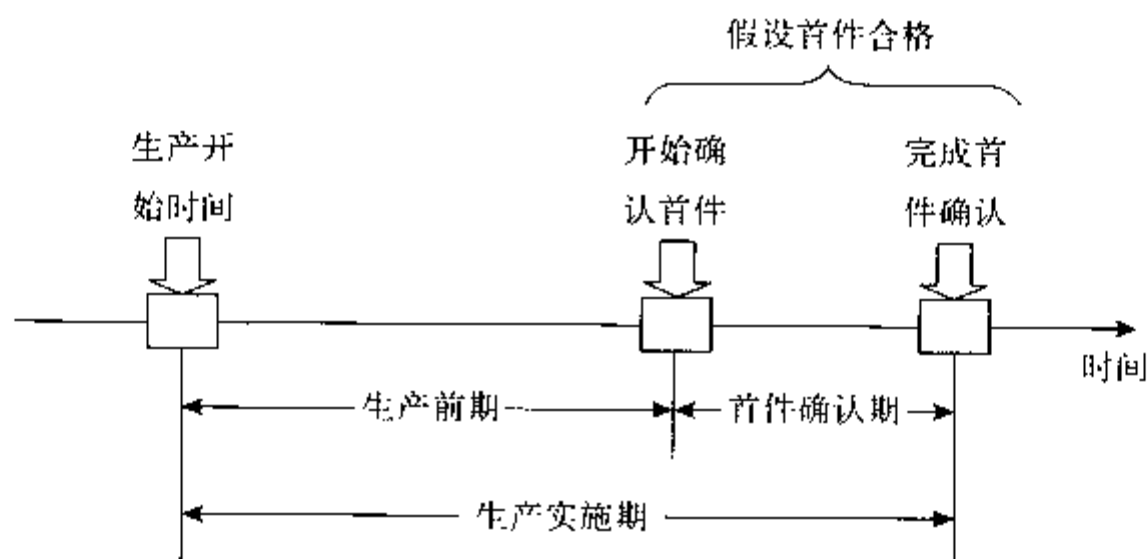 假设首件合格
生产开
始时间
开始确
认首件
完成首
件确认
时间
生产前期
首件确认期
生产实施期